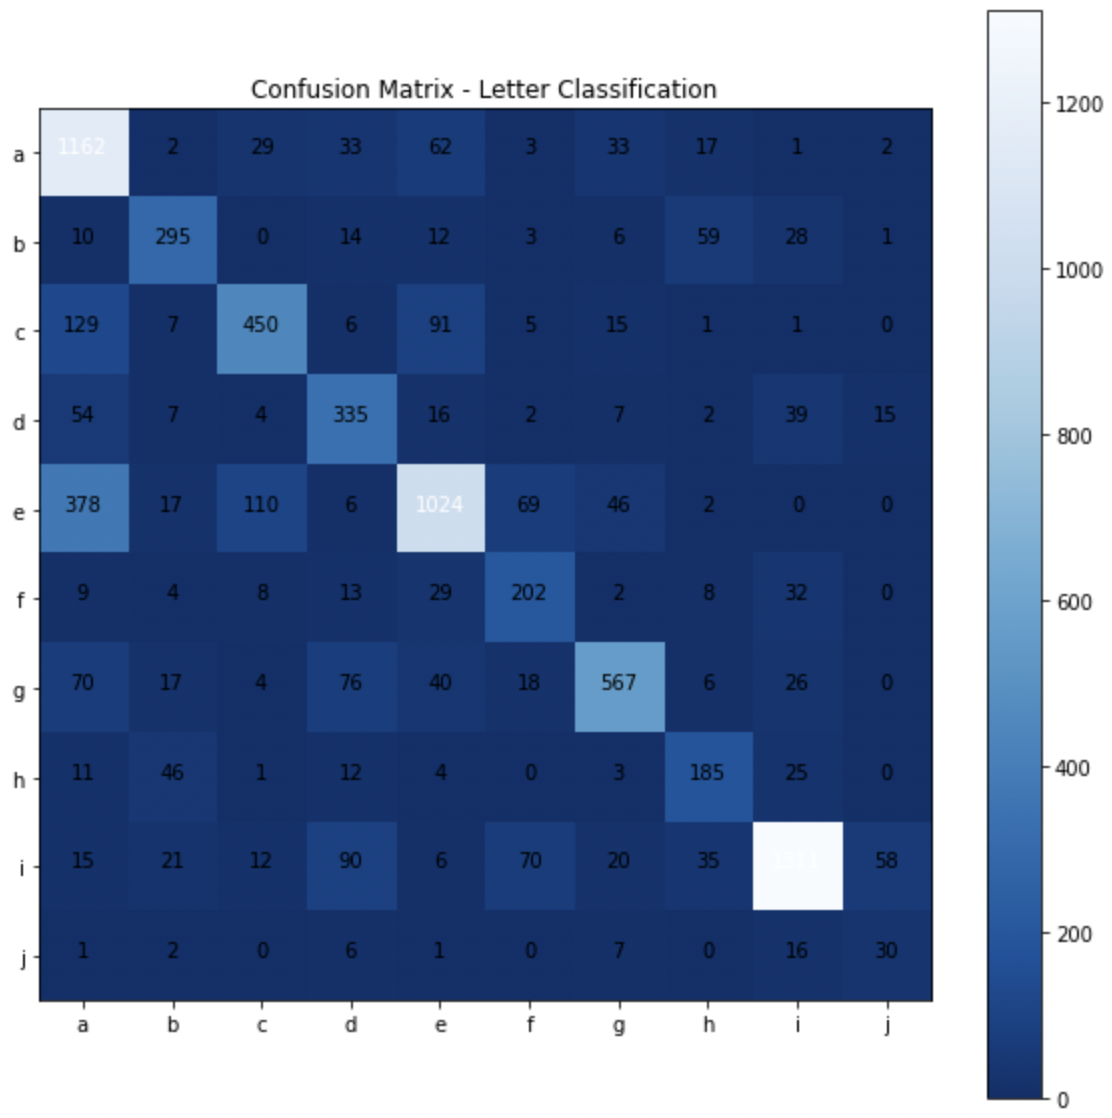 Confusion Matrix - Letter Classification
a 1162 2 29 33 62 3 33 17 1 2
b 10 295 0 14 12 3 6 59 28 1
c 129 7 450 6 91 5 15 1 1 0
d 54 7 4 335 16 2 7 2 39 15
e 378 17 110 6 1024 69 46 2 0 0
f 9 4 8 13 29 202 2 8 32 0
g 70 17 4 76 40 18 567 6 26 0
h 11 46 1 12 4 0 3 185 25 0
i 15 21 12 90 6 70 20 35 1311 58
j 1 2 0 6 1 0 7 0 16 30
a b c d e f g h i j
1200
1000
800
600
400
200
0